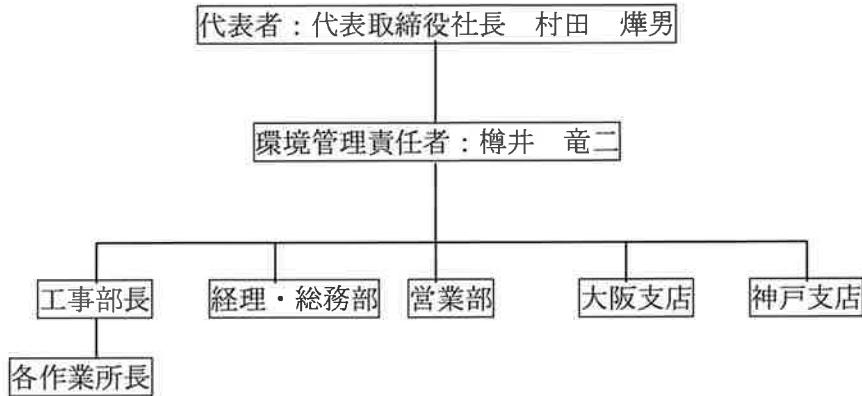 代表者：代表取締役社長　村田　燁男
環境管理責任者：樽井　竜二
工事部長　経理・総務部　営業部　大阪支店　神戸支店
各作業所長